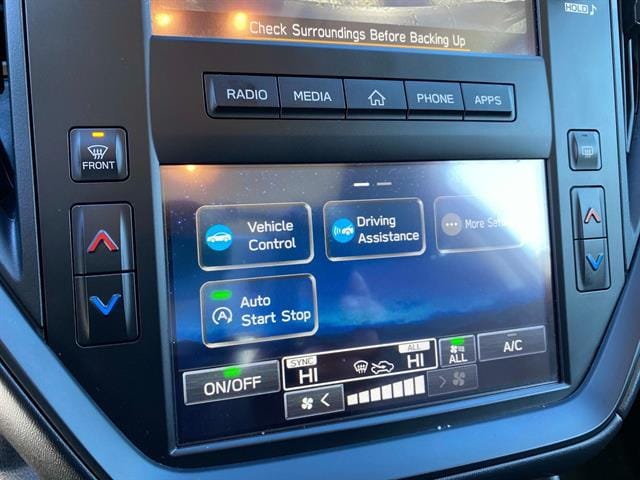 HOLD
Check Surroundings Before Backing Up
RADIO
MEDIA
PHONE
APPS
FRONT
Vehicle
Control
Driving
Assistance
More
Auto
Start Stop
A
ON/OFF
SYNC
HI
ALL
HI
ALL
A/C